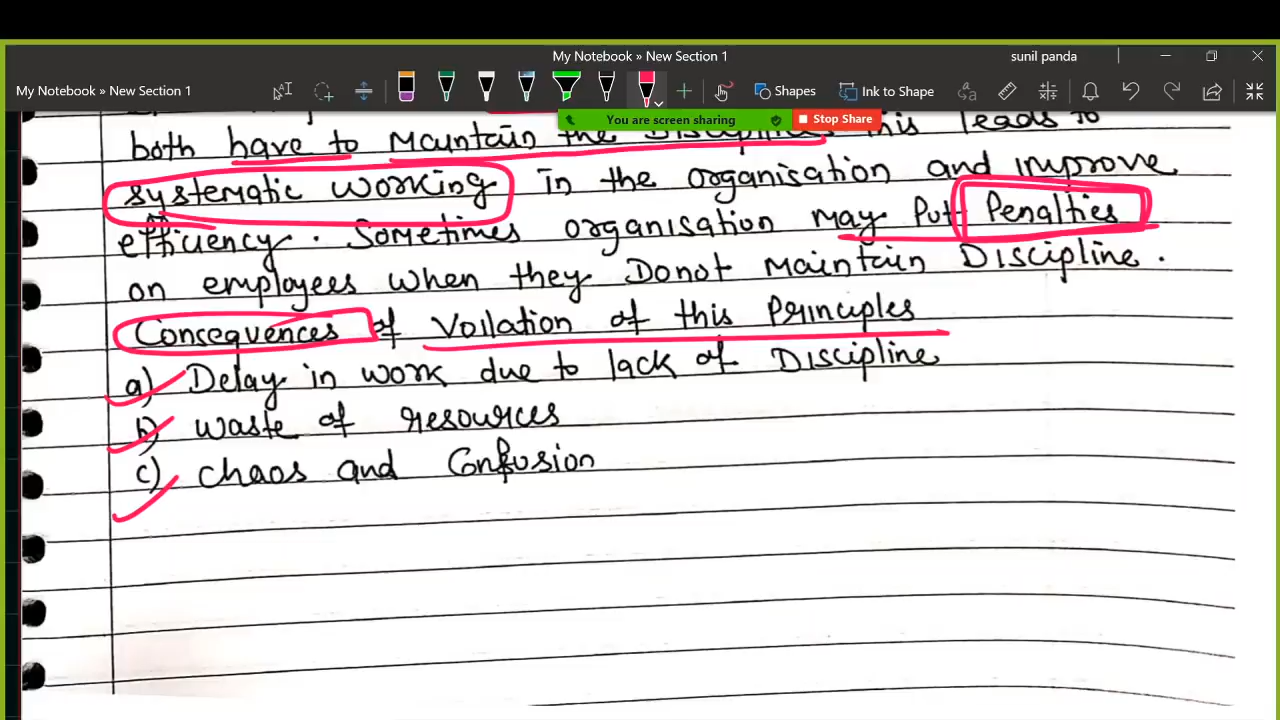 My Notebook » New Section 1
sunil panda
My Notebook » New Section 1
Shapes
Ink to Shape
You are screen sharing
Stop Share
both have to Maintain the Disciplines this leads to
systematic working in the organisation and improve
efficiency. Sometimes organisation may Put Penalties
on employees when they Donot Maintain Discipline.
Consequences of Voilation of this Principles
a) Delay in work due to lack of Discipline
b) waste of resources
c) chaos and Confusion